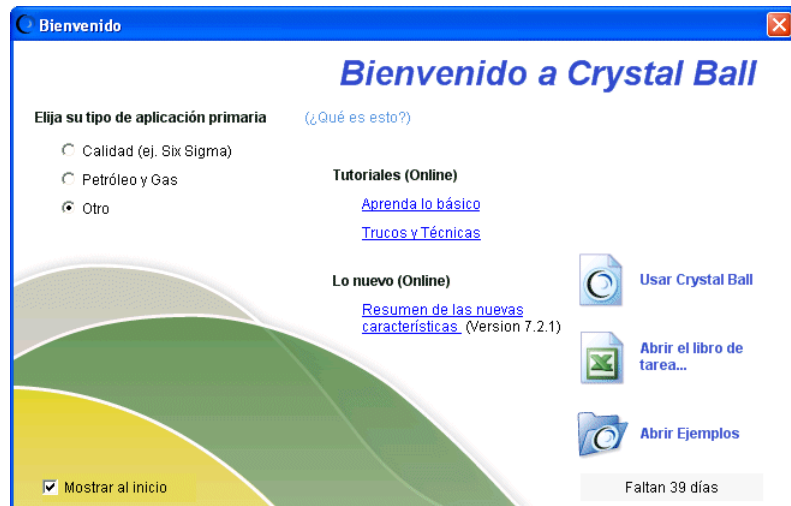 Bienvenido
Bienvenido a Crystal Ball
Elija su tipo de aplicación primaria
(¿Qué es esto?)
Calidad (ej. Six Sigma)
Petróleo y Gas
Otro
Tutoriales (Online)
Aprenda lo básico
Trucos y Técnicas
Lo nuevo (Online)
Resumen de las nuevas
características (Version 7.2.1)
Usar Crystal Ball
Abrir el libro de
tarea...
Abrir Ejemplos
Mostrar al inicio
Faltan 39 días